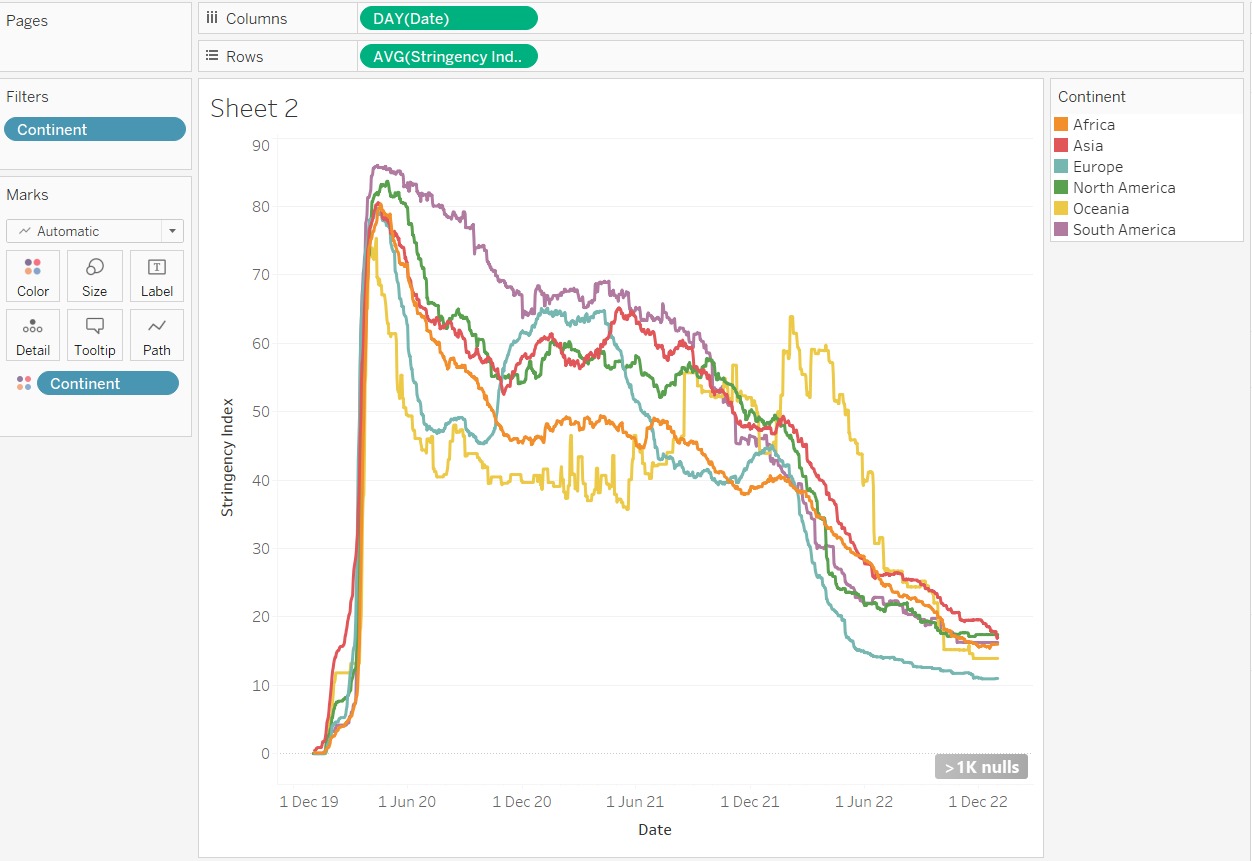 Pages
Columns
DAY(Date)
Rows
AVG(Stringency Ind..
Filters
Continent
Marks
Automatic
Color
Size
T
Label
Detail
Tooltip
Path
Continent
Sheet 2
90
80
70
60
50
40
30
20
10
0
Stringency Index
>1K nulls
1 Dec 19
1 Jun 20
1 Dec 20
1 Jun 21
1 Dec 21
1 Jun 22
1 Dec 22
Date
Continent
Africa
Asia
Europe
North America
Oceania
South America